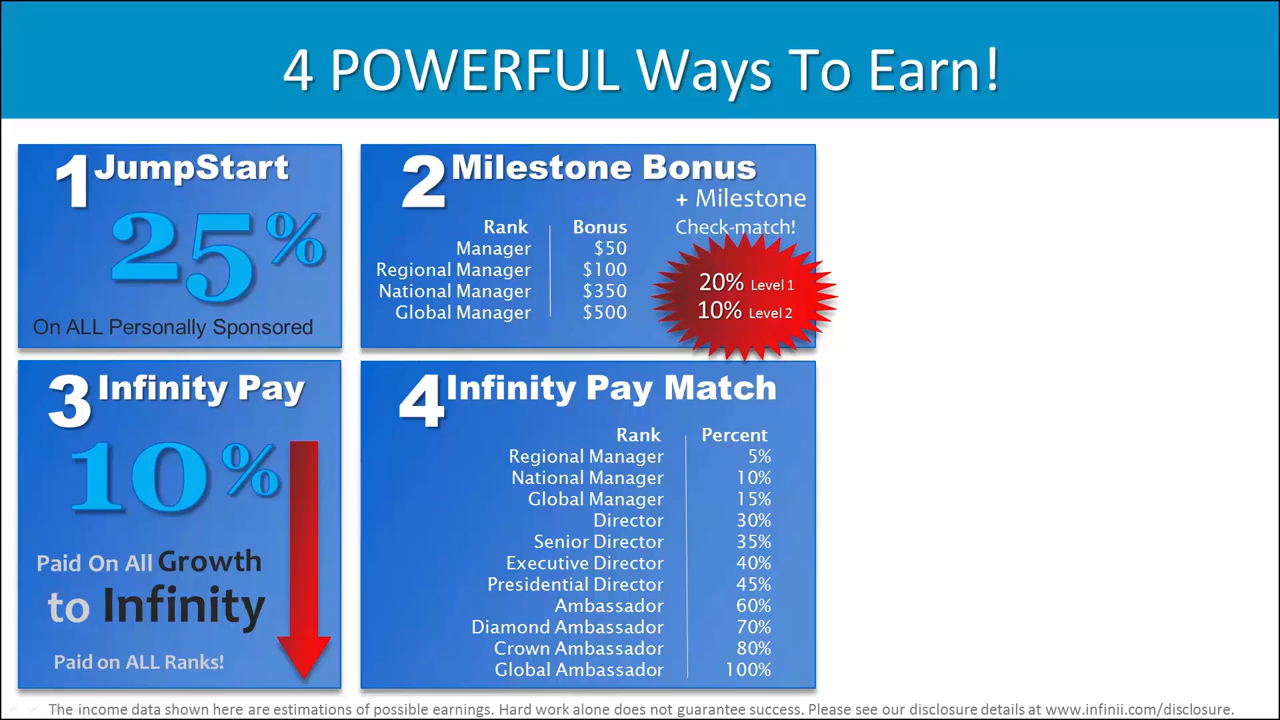 4 POWERFUL Ways To Earn!
1 JumpStart
25%
On ALL Personally Sponsored
2 Milestone Bonus
+ Milestone
Check-match!
Rank Bonus
Manager $50
Regional Manager $100
National Manager $350
Global Manager $500
20% Level 1
10% Level 2
3 Infinity Pay
10%
Paid On All Growth
to Infinity
Paid on ALL Ranks!
4 Infinity Pay Match
Rank Percent
Regional Manager 5%
National Manager 10%
Global Manager 15%
Director 30%
Senior Director 35%
Executive Director 40%
Presidential Director 45%
Ambassador 60%
Diamond Ambassador 70%
Crown Ambassador 80%
Global Ambassador 100%
The income data shown here are estimations of possible earnings. Hard work alone does not guarantee success. Please see our disclosure details at www.infinii.com/disclosure.